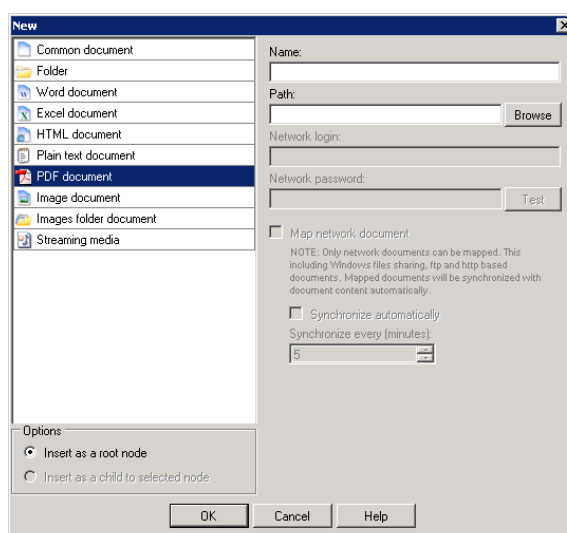 New
Common document
Folder
Word document
Excel document
HTML document
Plain text document
PDF document
Image document
Images folder document
Streaming media
Options
Insert as a root node
Insert as a child to selected node
Name:
Path:
Browse
Network login:
Network password:
Test
Map network document
NOTE: Only network documents can be mapped. This
including Windows files sharing, ftp and http based
documents. Mapped documents will be synchronized with
document content automatically.
Synchronize automatically
Synchronize every (minutes):
5
OK
Cancel
Help